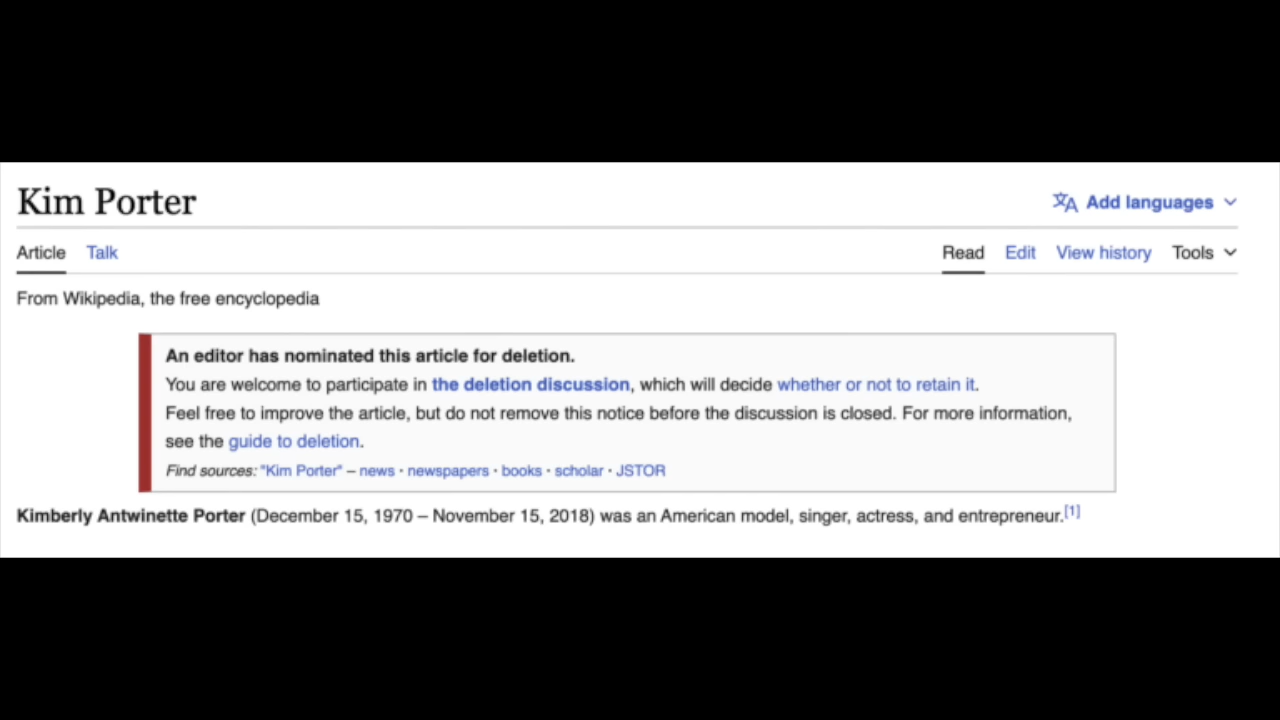 Kim Porter
Add languages
Article Talk Read Edit View history Tools
From Wikipedia, the free encyclopedia
An editor has nominated this article for deletion.
You are welcome to participate in the deletion discussion, which will decide whether or not to retain it.
Feel free to improve the article, but do not remove this notice before the discussion is closed. For more information,
see the guide to deletion.
Find sources: "Kim Porter" – news · newspapers · books · scholar · JSTOR
Kimberly Antwinette Porter (December 15, 1970 – November 15, 2018) was an American model, singer, actress, and entrepreneur.[1]